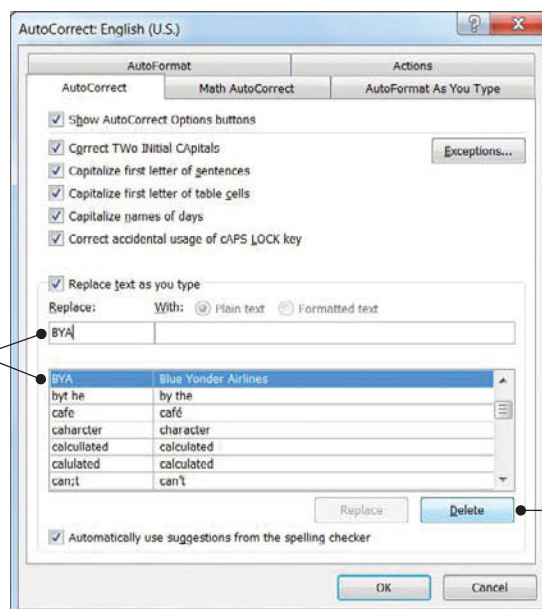 AutoCorrect: English (U.S.)
AutoFormat Actions
AutoCorrect Math AutoCorrect AutoFormat As You Type
Show AutoCorrect Options buttons
Correct TWo INitial CApitals Exceptions...
Capitalize first letter of sentences
Capitalize first letter of table cells
Capitalize names of days
Correct accidental usage of cAPS LOCK key
Replace text as you type
Replace: With: Plain text Formatted text
BYA
BYA Blue Yonder Airlines
byt he by the
cafe café
caharcter character
calcullated calculated
calulated calculated
can;t can't
Replace Delete
Automatically use suggestions from the spelling checker
OK Cancel